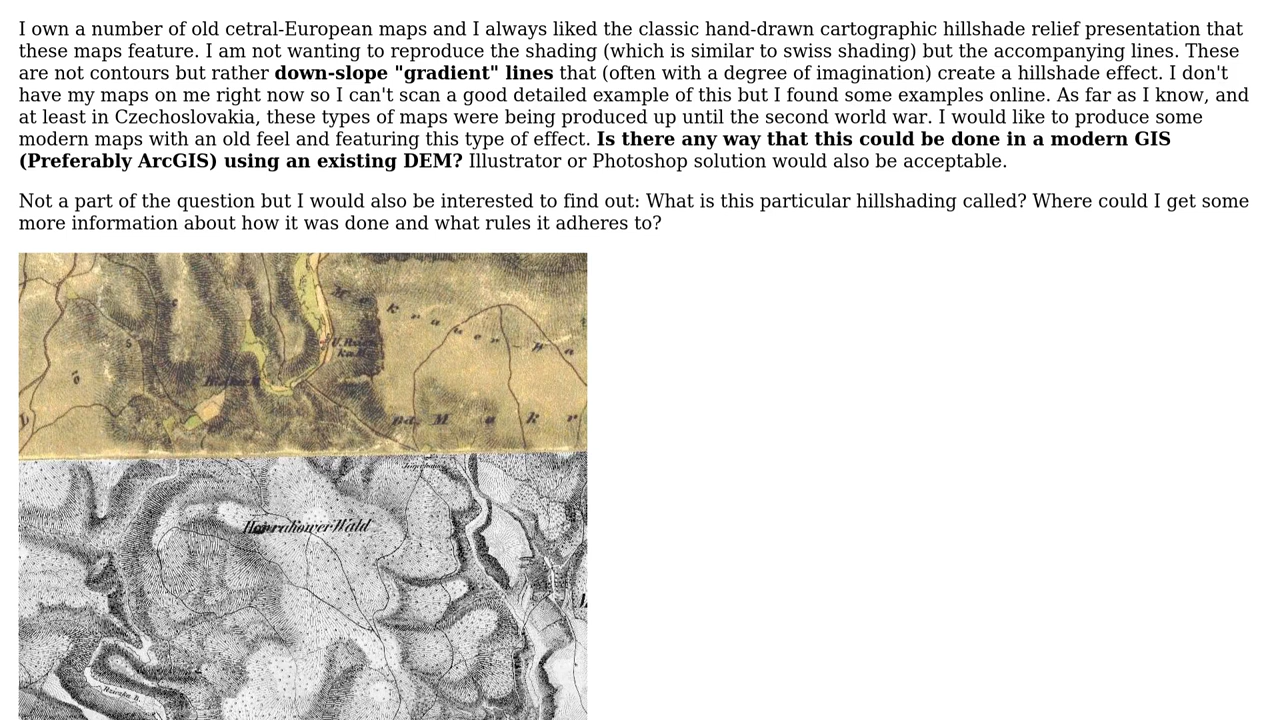 I own a number of old cetral-European maps and I always liked the classic hand-drawn cartographic hillshade relief presentation that
these maps feature. I am not wanting to reproduce the shading (which is similar to swiss shading) but the accompanying lines. These
are not contours but rather down-slope "gradient" lines that (often with a degree of imagination) create a hillshade effect. I don't
have my maps on me right now so I can't scan a good detailed example of this but I found some examples online. As far as I know, and
at least in Czechoslovakia, these types of maps were being produced up until the second world war. I would like to produce some
modern maps with an old feel and featuring this type of effect. Is there any way that this could be done in a modern GIS
(Preferably ArcGIS) using an existing DEM? Illustrator or Photoshop solution would also be acceptable.
Not a part of the question but I would also be interested to find out: What is this particular hillshading called? Where could I get some
more information about how it was done and what rules it adheres to?